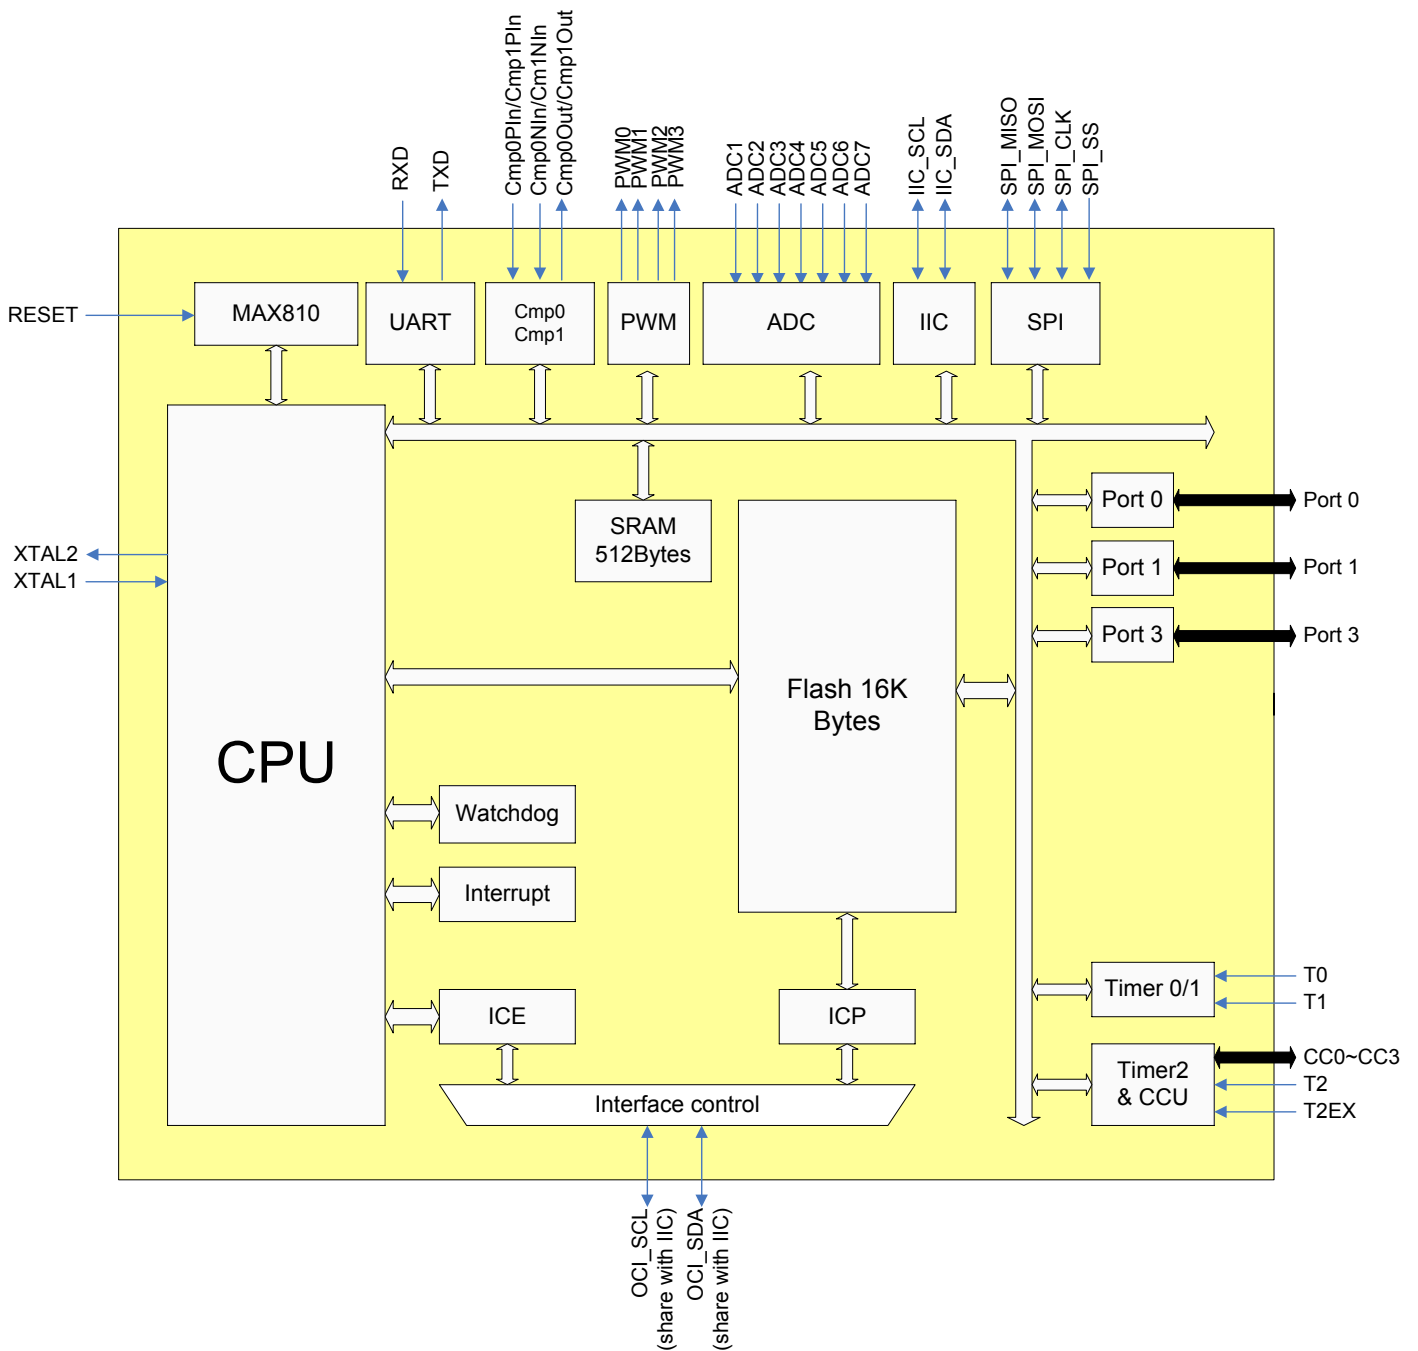 Cmp0PIn/Cmp1PIn
Cmp0NIn/Cm1NIn
Cmp0Out/Cmp1Out
RXD
TXD
PWM0
PWM1
PWM2
PWM3
ADC1
ADC2
ADC3
ADC4
ADC5
ADC6
ADC7
IIC_SCL
IIC_SDA
SPI_MISO
SPI_MOSI
SPI_CLK
SPI_SS
RESET
MAX810
UART
Cmp0
Cmp1
PWM
ADC
IIC
SPI
SRAM
512Bytes
Port 0
Port 0
Port 1
Port 1
Port 3
Port 3
XTAL2
XTAL1
CPU
Flash 16K
Bytes
Watchdog
Interrupt
ICE
ICP
Timer 0/1
T0
T1
Timer2
& CCU
CC0~CC3
T2
T2EX
Interface control
OCI_SCL
(share with IIC)
OCI_SDA
(share with IIC)